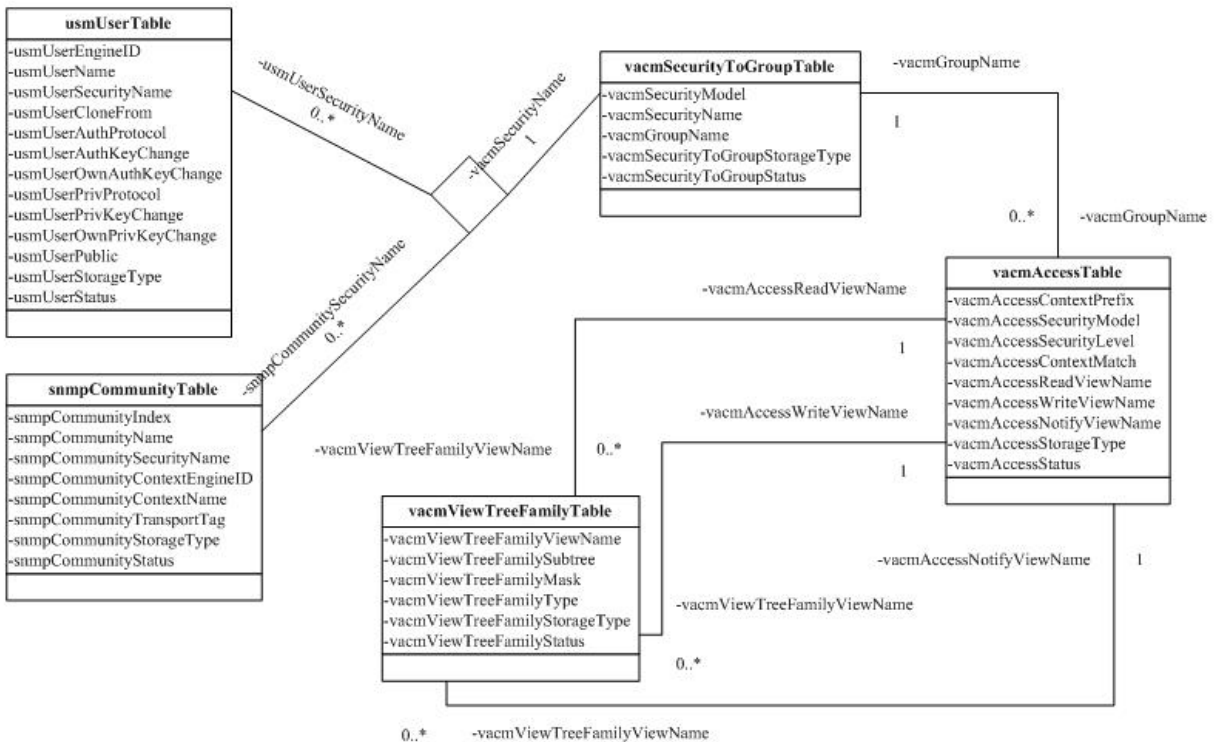 usmUserTable
-usmUserEngineID
-usmUserName
-usmUserSecurityName
-usmUserCloneFrom
-usmUserAuthProtocol
-usmUserAuthKeyChange
-usmUserOwnAuthKeyChange
-usmUserPrivProtocol
-usmUserPrivKeyChange
-usmUserOwnPrivKeyChange
-usmUserPublic
-usmUserStorageType
-usmUserStatus
-usmUserSecurityName
0..*
-vacmSecurityName
1
vacmSecurityToGroupTable
-vacmSecurityModel
-vacmSecurityName
-vacmGroupName
-vacmSecurityToGroupStorageType
-vacmSecurityToGroupStatus
-vacmGroupName
1
0..*
-vacmGroupName
-snmpCommunitySecurityName
0..*
snmpCommunityTable
-snmpCommunityIndex
-snmpCommunityName
-snmpCommunitySecurityName
-snmpCommunityContextEngineID
-snmpCommunityContextName
-snmpCommunityTransportTag
-snmpCommunityStorageType
-snmpCommunityStatus
vacmAccessTable
-vacmAccessContextPrefix
-vacmAccessSecurityModel
-vacmAccessSecurityLevel
-vacmAccessContextMatch
-vacmAccessReadViewName
-vacmAccessWriteViewName
-vacmAccessNotifyViewName
-vacmAccessStorageType
-vacmAccessStatus
-vacmAccessReadViewName
1
-vacmAccessWriteViewName
1
-vacmViewTreeFamilyViewName
0..*
vacmViewTreeFamilyTable
-vacmViewTreeFamilyViewName
-vacmViewTreeFamilySubtree
-vacmViewTreeFamilyMask
-vacmViewTreeFamilyType
-vacmViewTreeFamilyStorageType
-vacmViewTreeFamilyStatus
-vacmAccessNotifyViewName
1
-vacmViewTreeFamilyViewName
0..*
0..*
-vacmViewTreeFamilyViewName